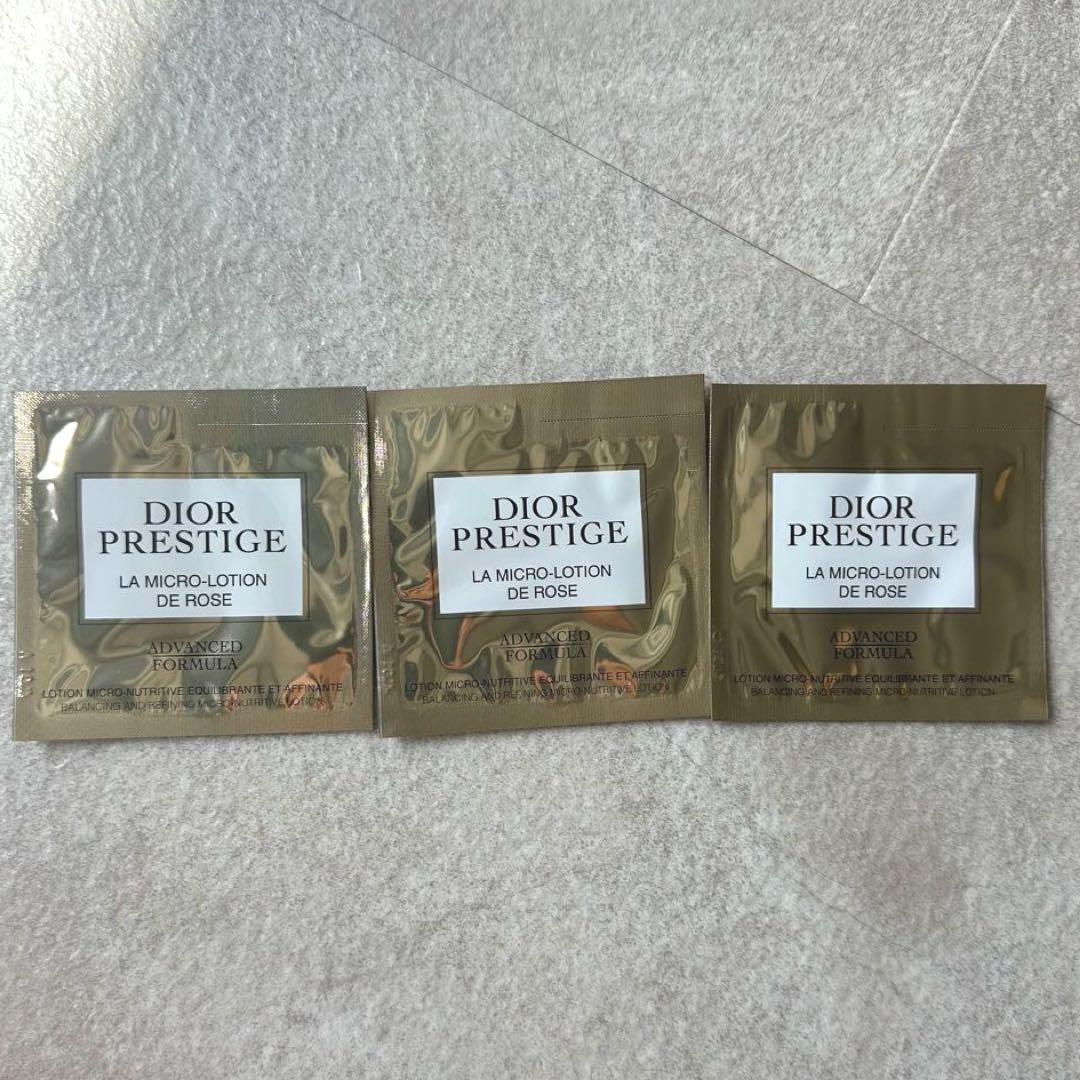 DIOR
PRESTIGE
LA MICRO-LOTION
DE ROSE
ADVANCED
FORMULA
LOTION MICRO-NUTRITIVE ÉQUILIBRANTE ET AFFINANTE
BALANCING AND REFINING MICRO-NUTRITIVE LOTION
DIOR
PRESTIGE
LA MICRO-LOTION
DE ROSE
ADVANCED
FORMULA
LOTION MICRO-NUTRITIVE ÉQUILIBRANTE ET AFFINANTE
BALANCING AND REFINING MICRO-NUTRITIVE LOTION
DIOR
PRESTIGE
LA MICRO-LOTION
DE ROSE
ADVANCED
FORMULA
LOTION MICRO-NUTRITIVE ÉQUILIBRANTE ET AFFINANTE
BALANCING AND REFINING MICRO-NUTRITIVE LOTION